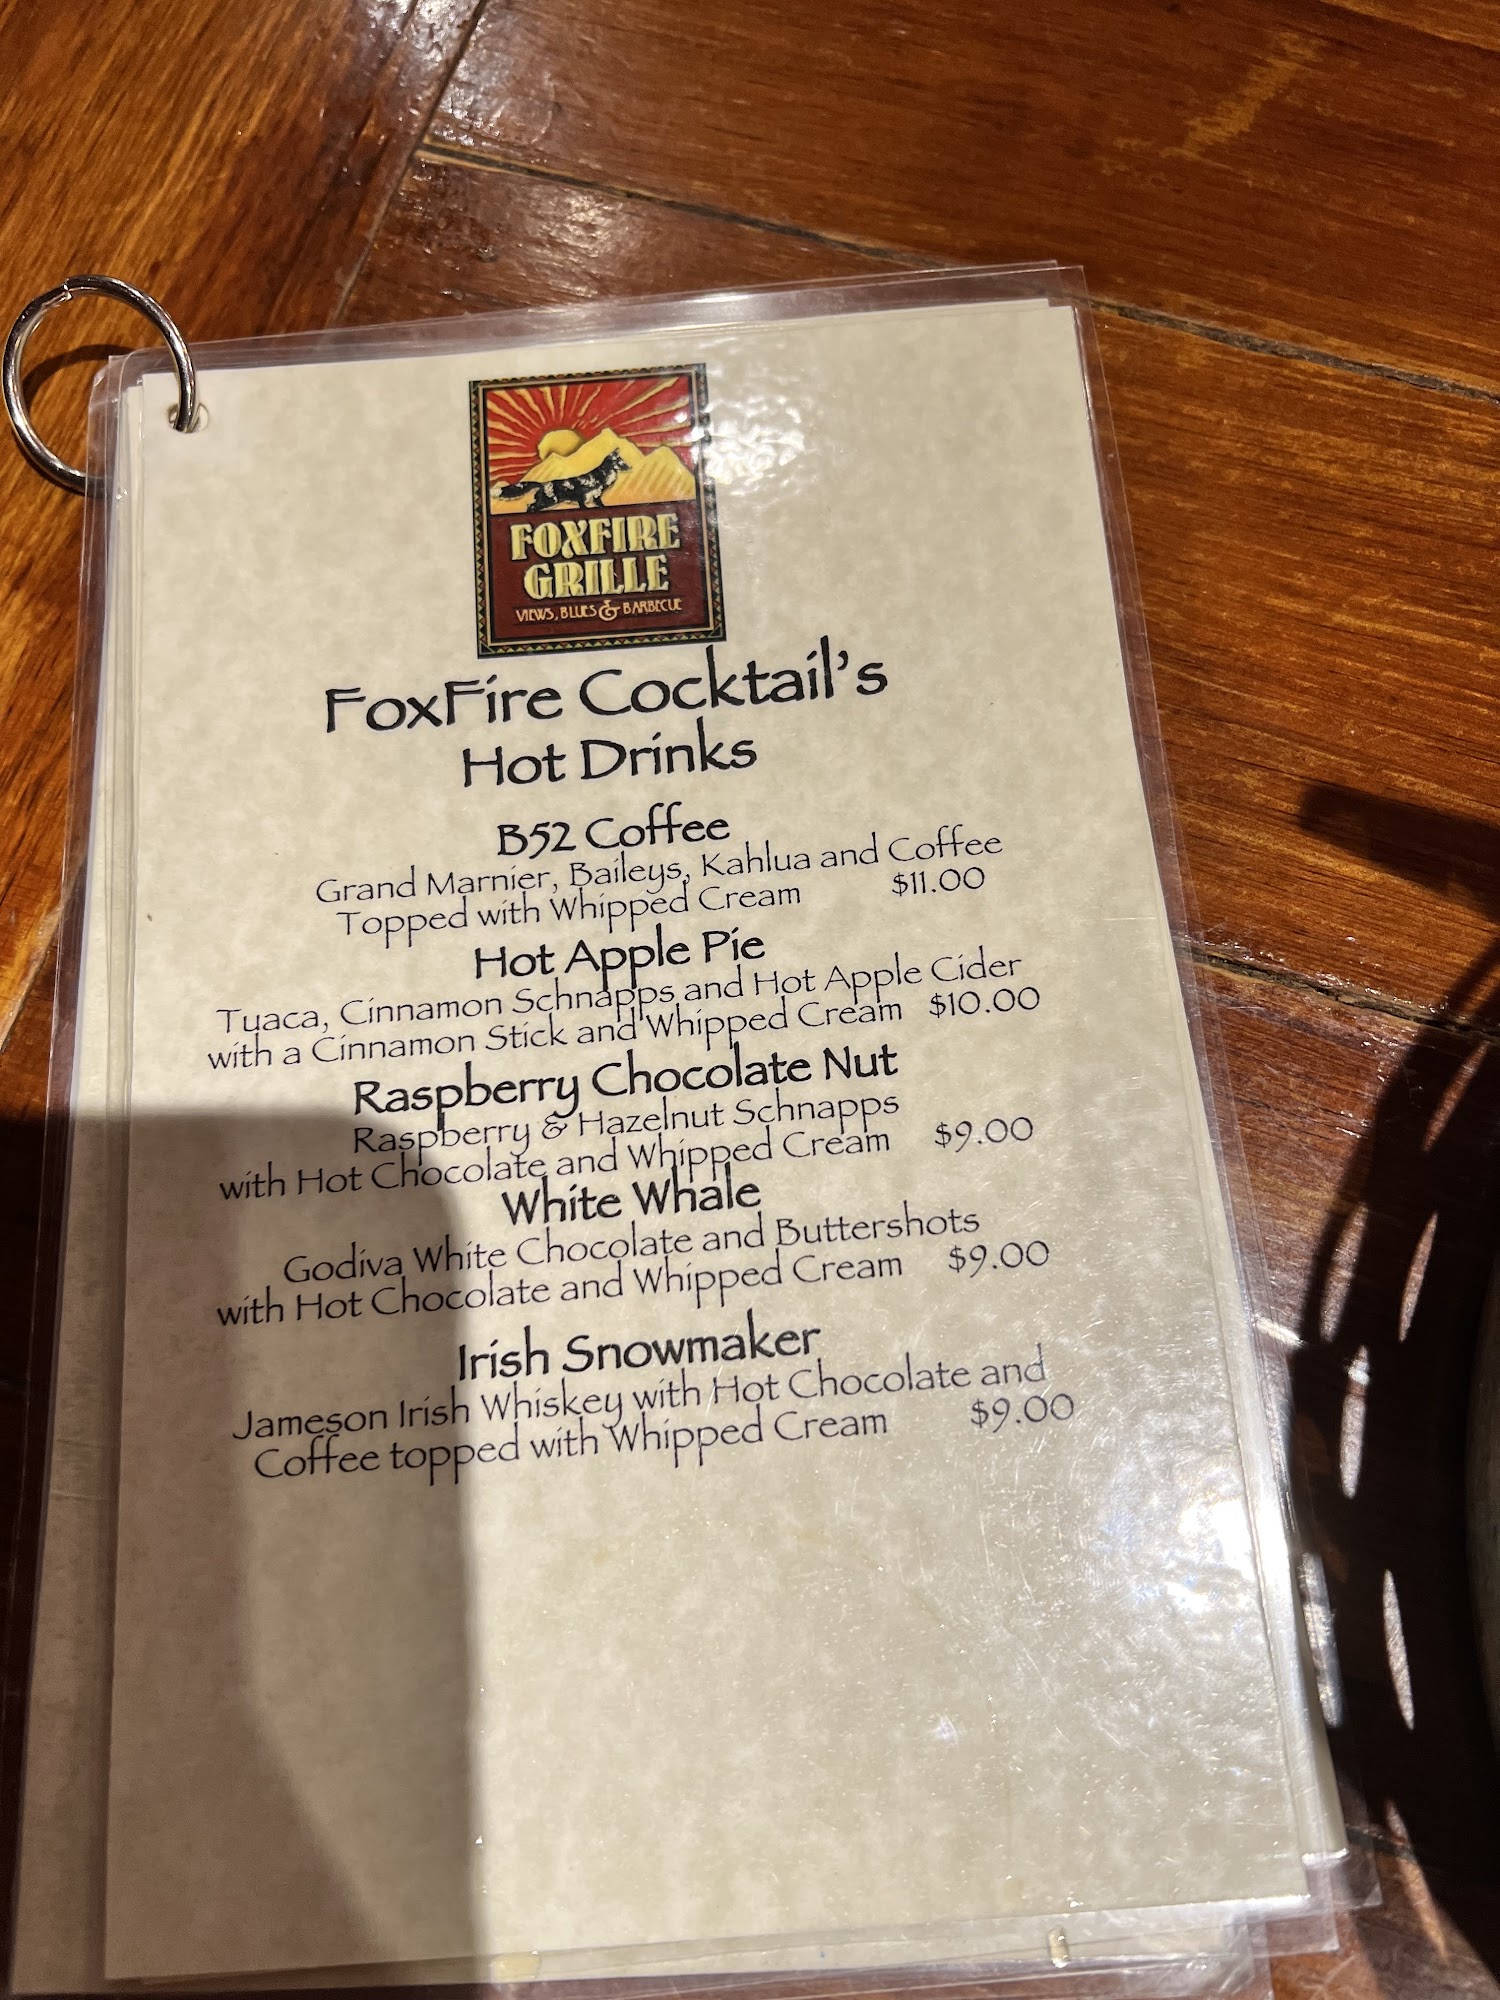 FOXFIRE
GRILLE
VIEWS, BLUES & BARBECUE
FoxFire Cocktail's
Hot Drinks
B52 Coffee
Grand Marnier, Baileys, Kahlua and Coffee
Topped with Whipped Cream $11.00
Hot Apple Pie
Tuaca, Cinnamon Schnapps and Hot Apple Cider
with a Cinnamon Stick and Whipped Cream $10.00
Raspberry Chocolate Nut
Raspberry & Hazelnut Schnapps
with Hot Chocolate and Whipped Cream $9.00
White Whale
Godiva White Chocolate and Buttershots
with Hot Chocolate and Whipped Cream $9.00
Irish Snowmaker
Jameson Irish Whiskey with Hot Chocolate and
Coffee topped with Whipped Cream $9.00